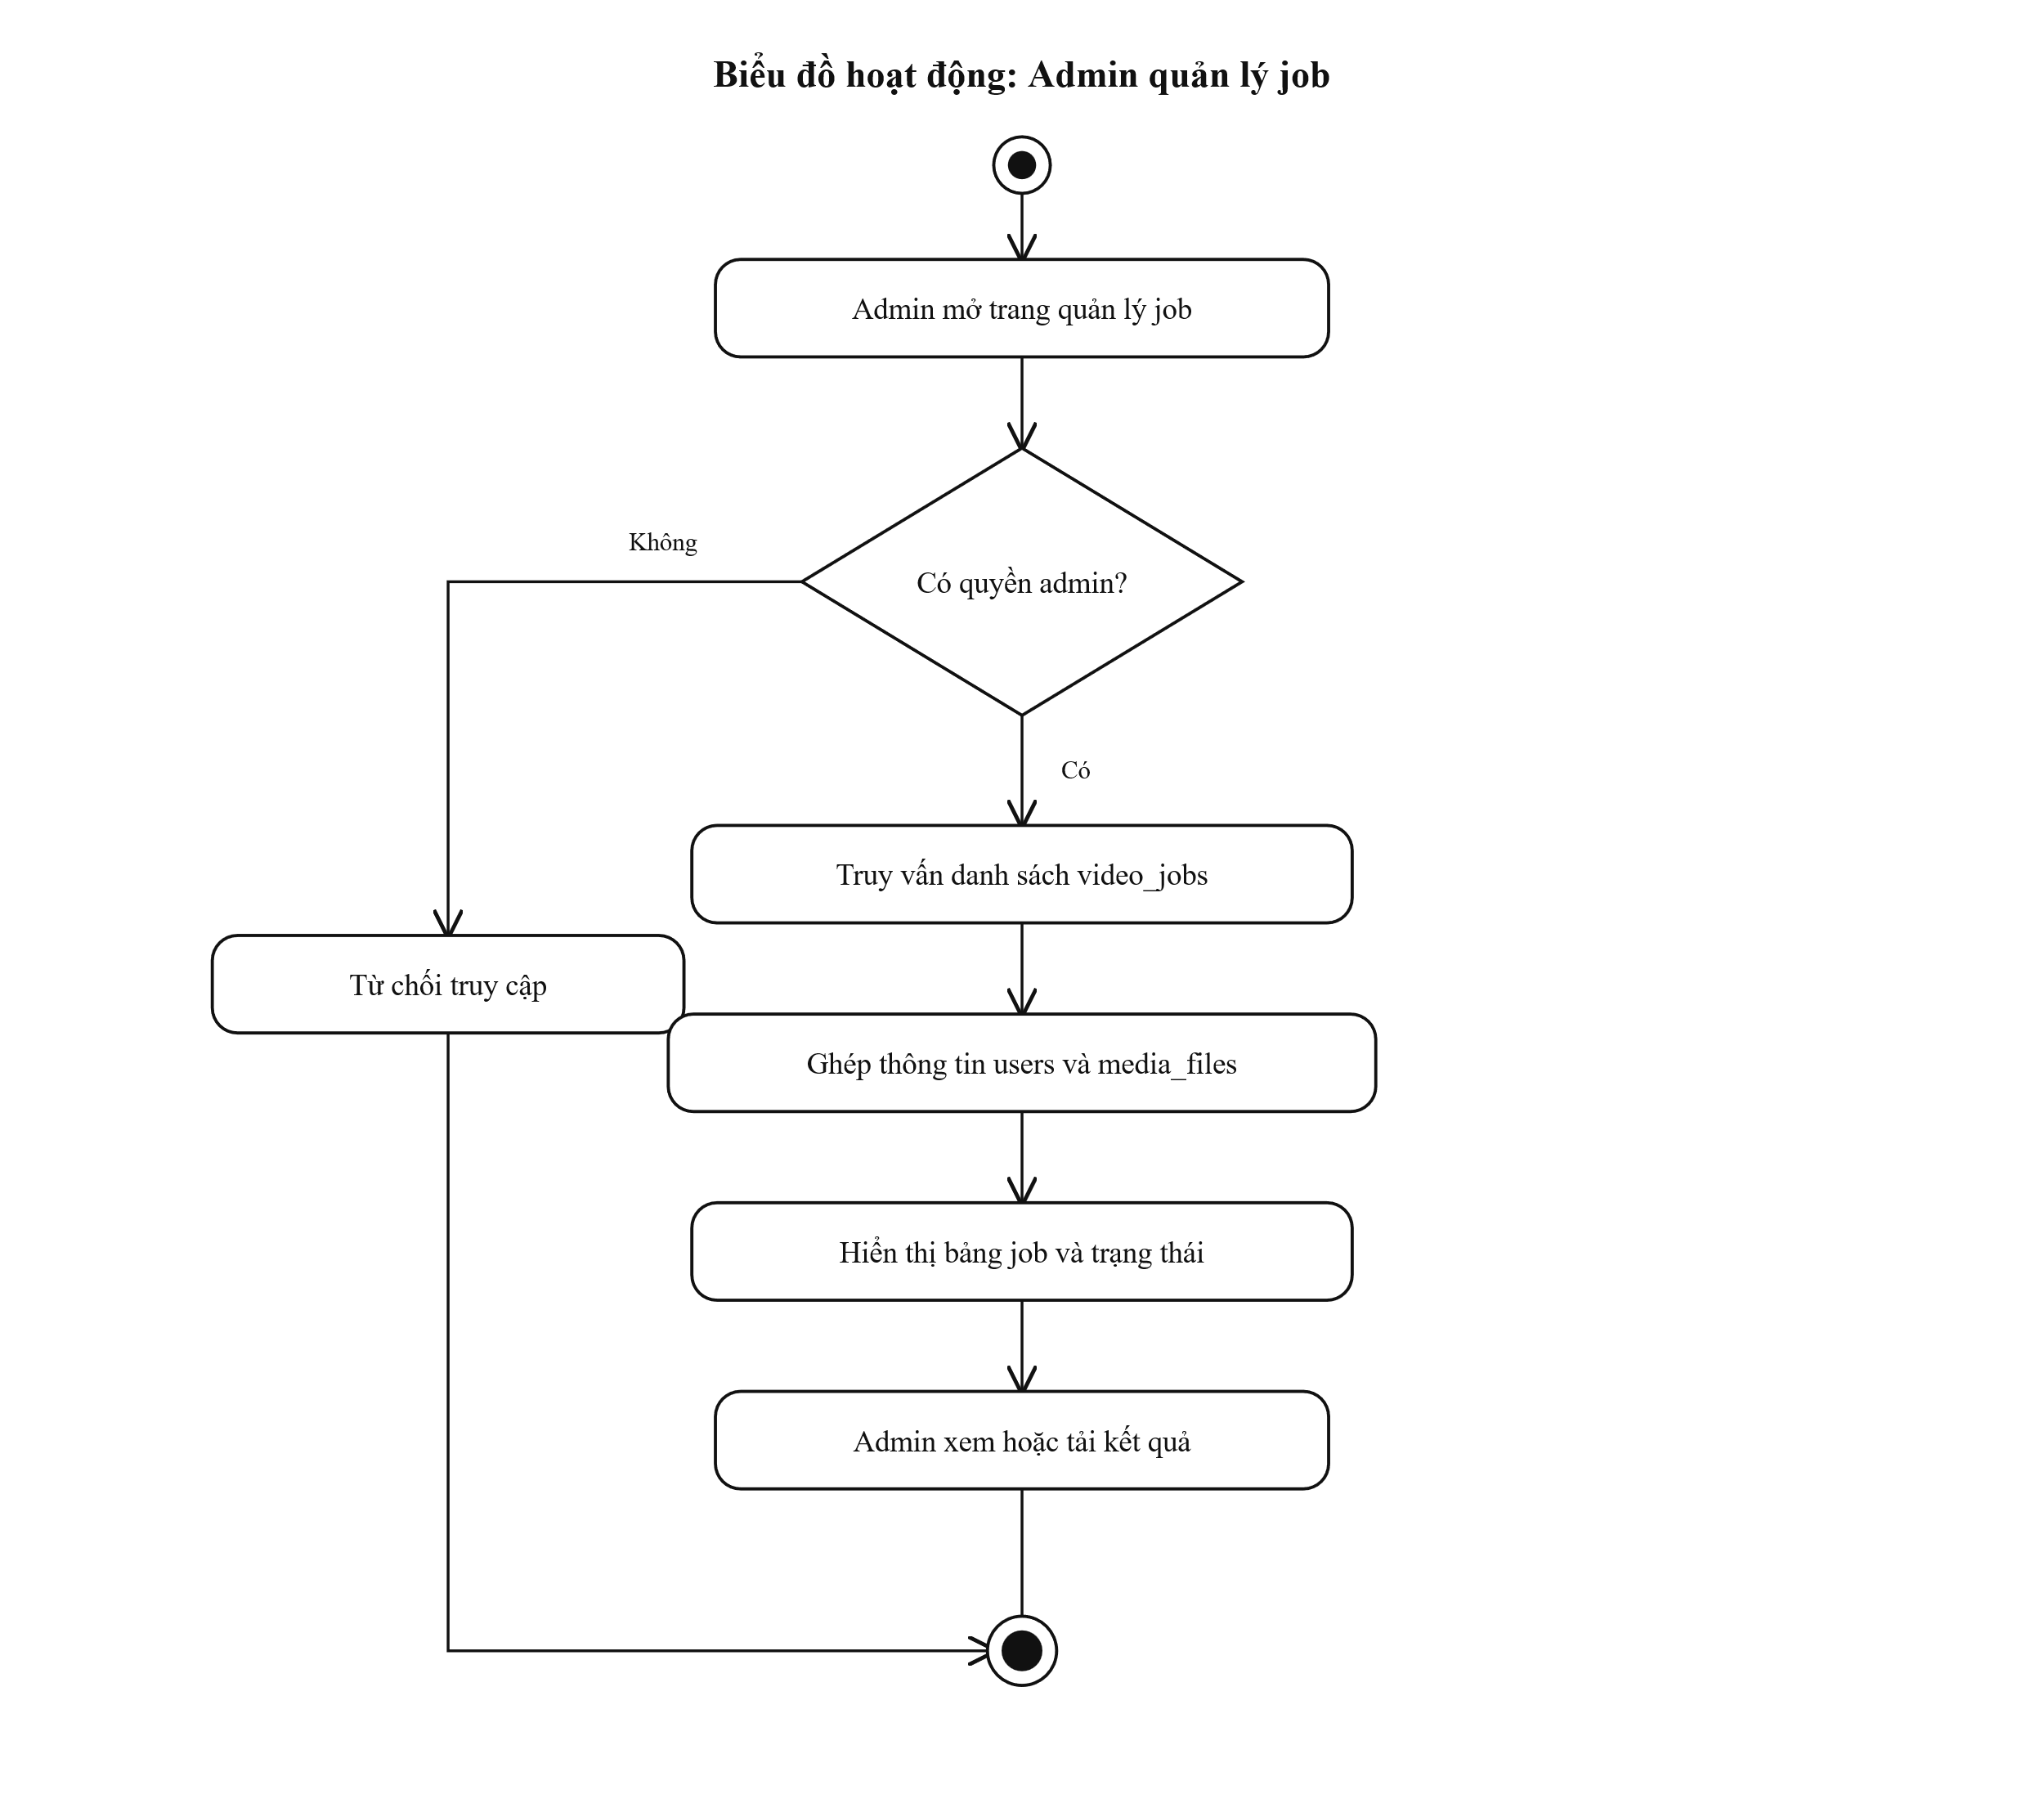 Biểu đồ hoạt động: Admin quản lý job
Admin mở trang quản lý job
Không
Có quyền admin?
Có
Truy vấn danh sách video_jobs
Từ chối truy cập
Ghép thông tin users và media_files
Hiển thị bảng job và trạng thái
Admin xem hoặc tải kết quả